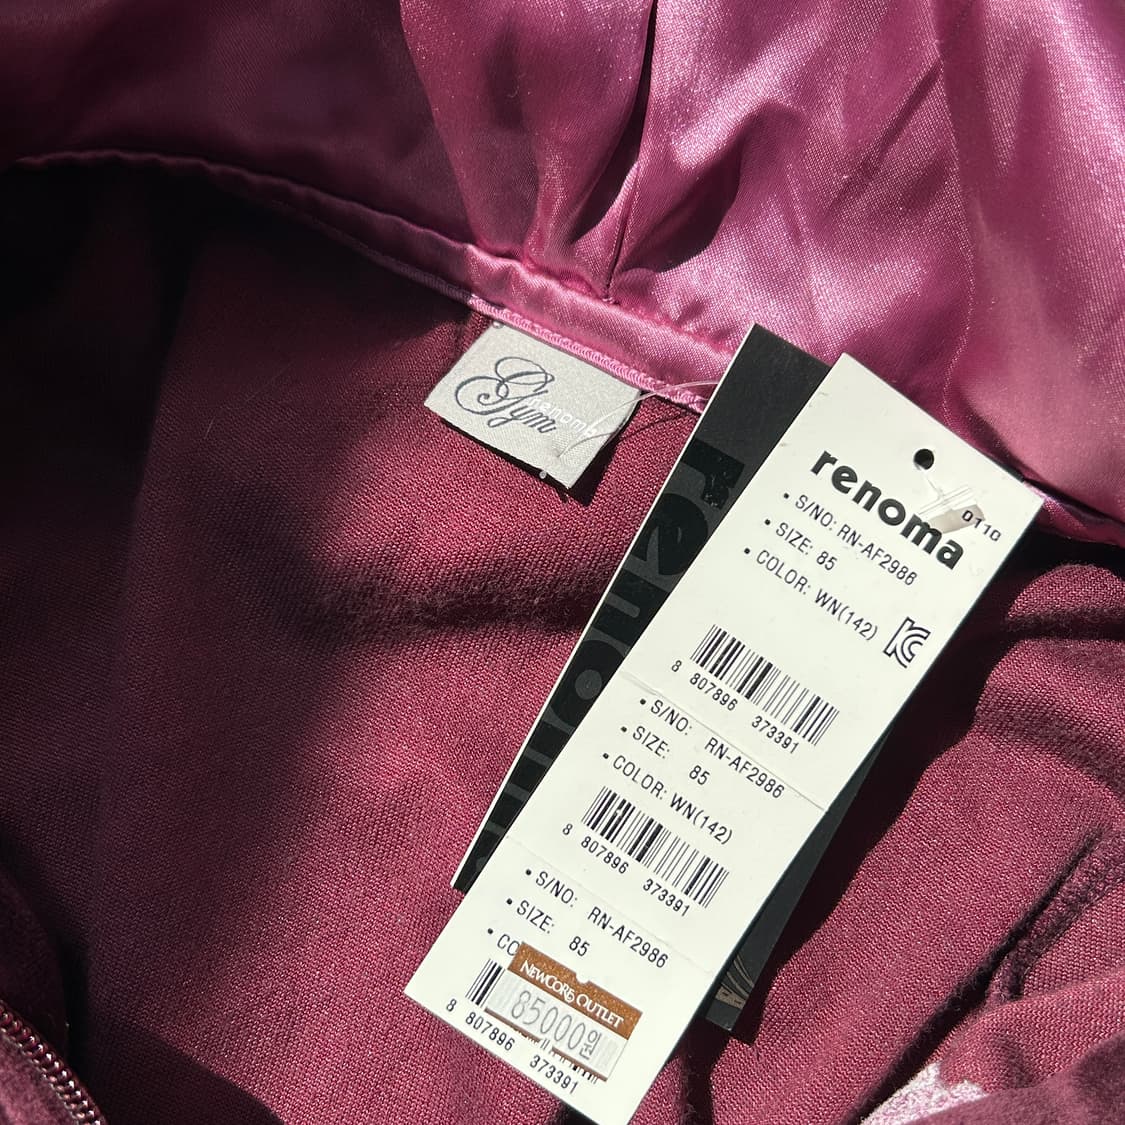 Gym
renoma
renoma
renoma
0110
• S/NO: RN-AF2986
• SIZE: 85
• COLOR: WN(142)
8 807896 373391
• S/NO: RN-AF2986
• SIZE: 85
• COLOR: WN(142)
8 807896 373391
• S/NO: RN-AF2986
• SIZE: 85
• CO
NEWCORE OUTLET
85000원
8 807896 373391